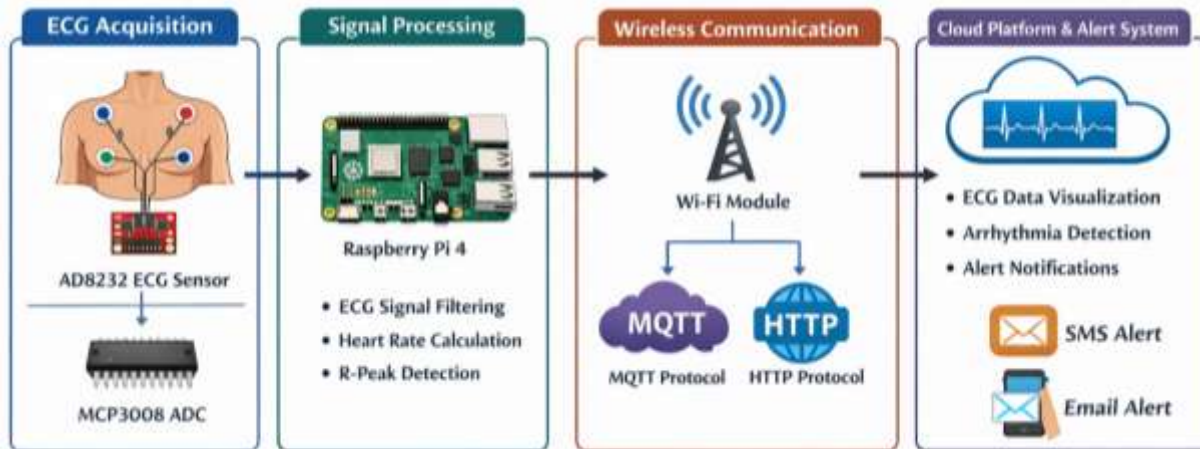 ECG Acquisition
AD8232 ECG Sensor
MCP3008 ADC
Signal Processing
Raspberry Pi 4
• ECG Signal Filtering
• Heart Rate Calculation
• R-Peak Detection
Wireless Communication
Wi-Fi Module
MQTT
MQTT Protocol
HTTP
HTTP Protocol
Cloud Platform & Alert System
• ECG Data Visualization
• Arrhythmia Detection
• Alert Notifications
SMS Alert
Email Alert